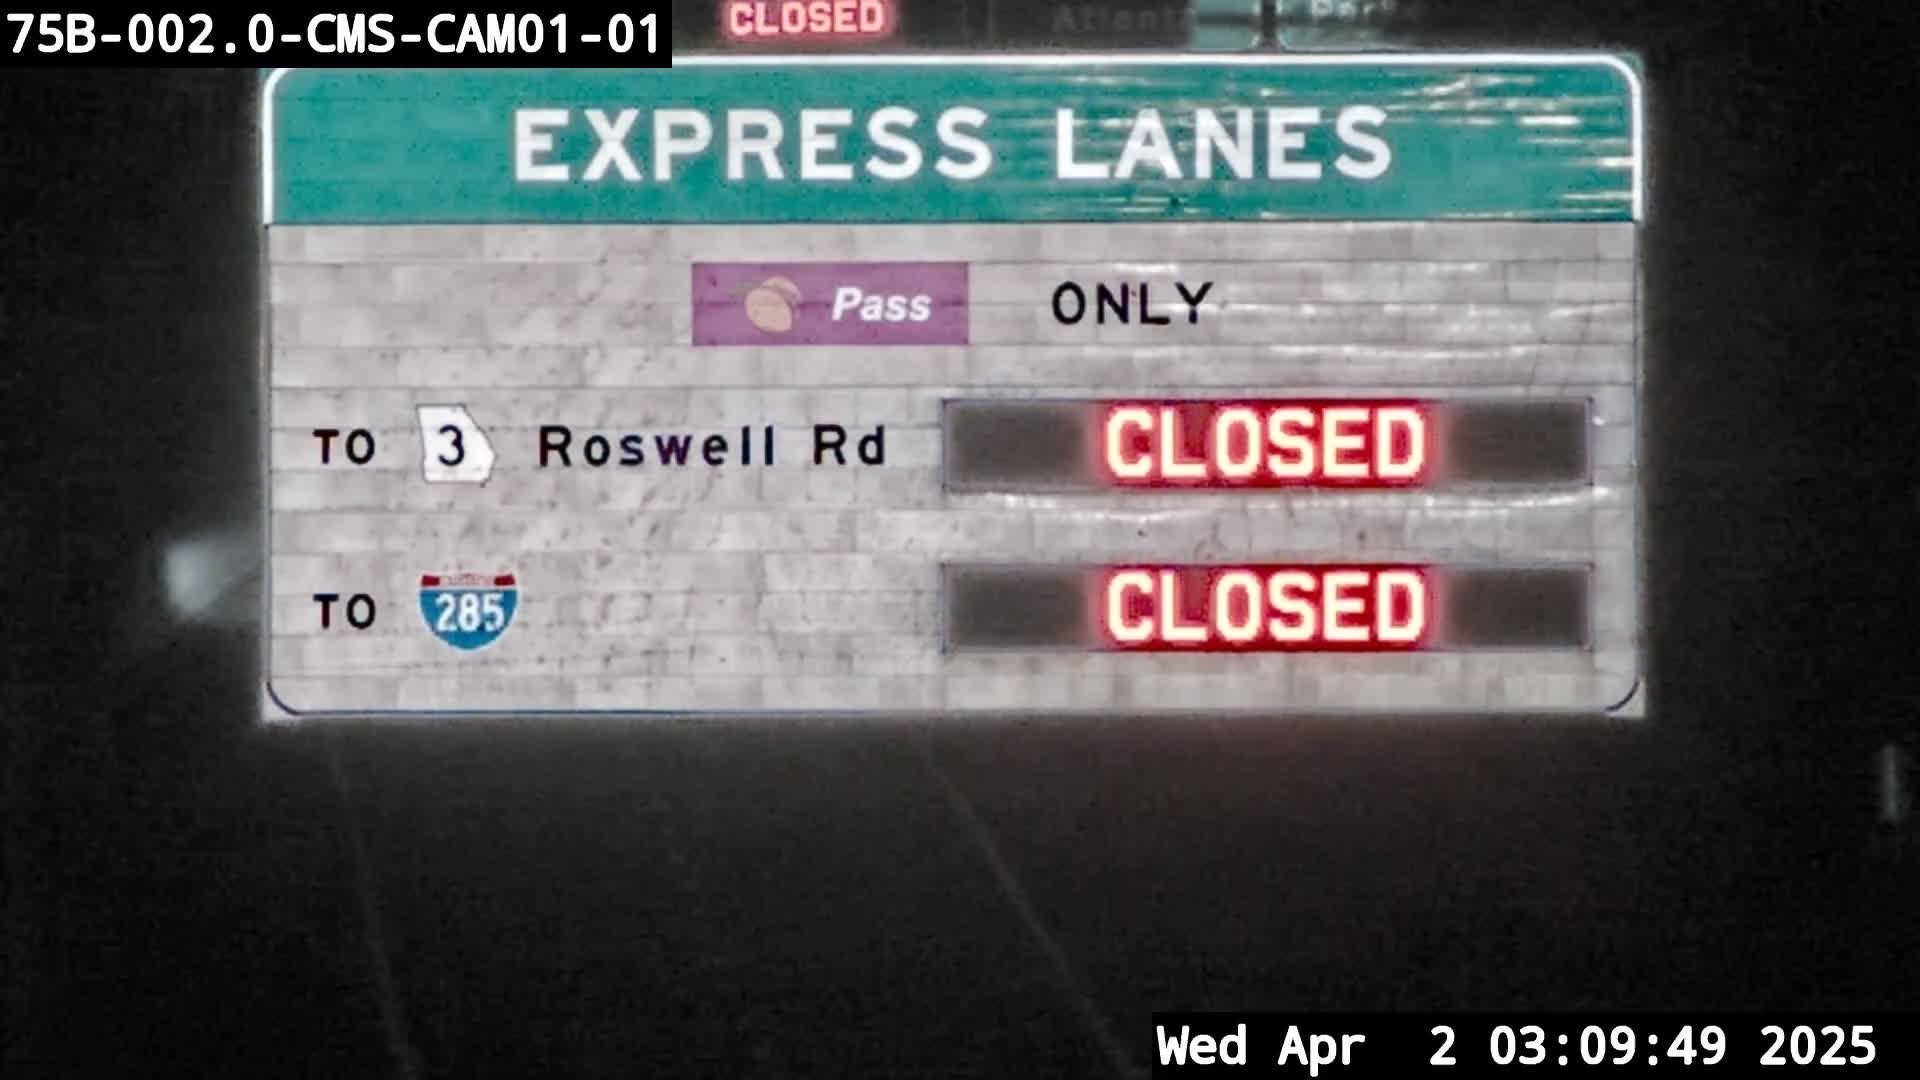 75B-002.0-CMS-CAM01-01
CLOSED
EXPRESS LANES
Pass ONLY
TO 3 Roswell Rd CLOSED
TO 285 CLOSED
Wed Apr 2 03:09:49 2025